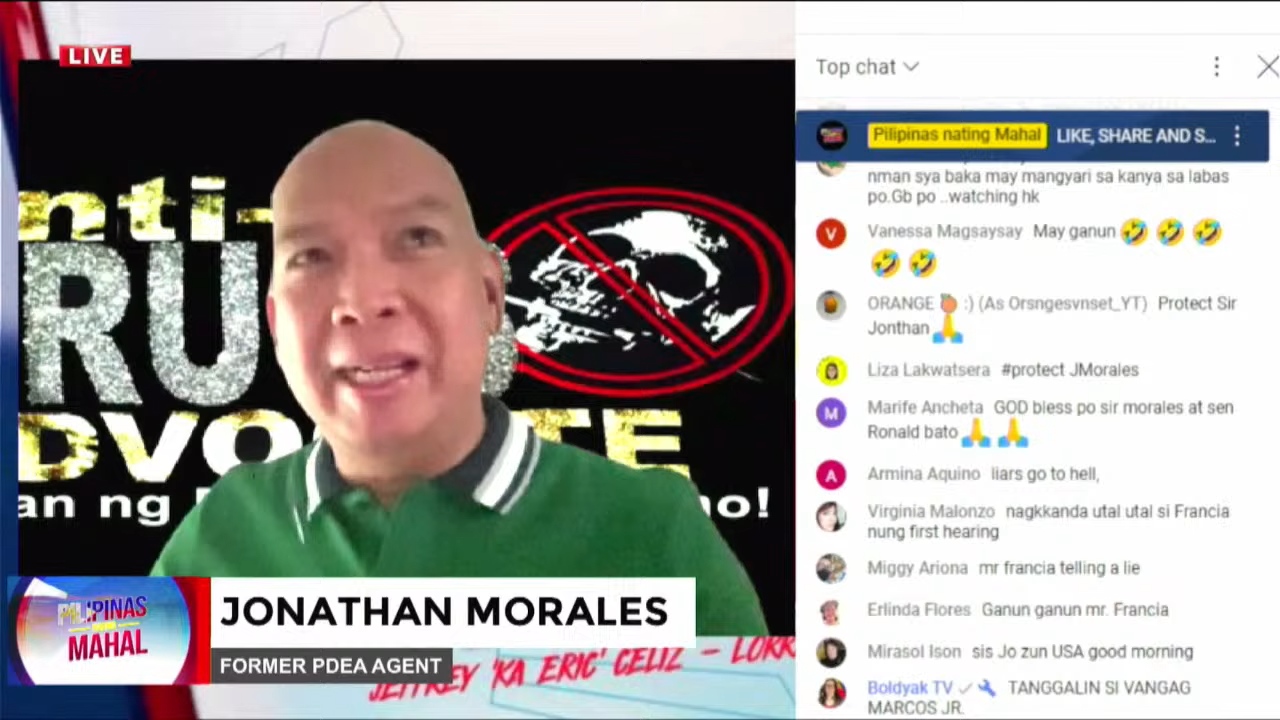 LIVE
nti-
RU
DVO TE
an ng
no!
PILIPINAS
MAHAL
JONATHAN MORALES
FORMER PDEA AGENT
JEFFREY 'KA ERIC' CELIZ – LORR
Top chat
Pilipinas nating Mahal LIKE, SHARE AND S...
nman sya baka may mangyari sa kanya sa labas
po.Gb po ..watching hk
Vanessa Magsaysay May ganun 🤣 🤣 🤣
🤣 🤣
ORANGE 🍊 :) (As Orsngesvnset_YT) Protect Sir
Jonthan 🙏
Liza Lakwatsera #protect JMorales
M
Marife Ancheta GOD bless po sir morales at sen
Ronald bato 🙏 🙏
A
Armina Aquino liars go to hell,
Virginia Malonzo nagkkanda utal utal si Francia
nung first hearing
Miggy Ariona mr francia telling a lie
Erlinda Flores Ganun ganun mr. Francia
Mirasol Ison sis Jo zun USA good morning
Boldyak TV TANGGALIN SI VANGAG
MARCOS JR.
V